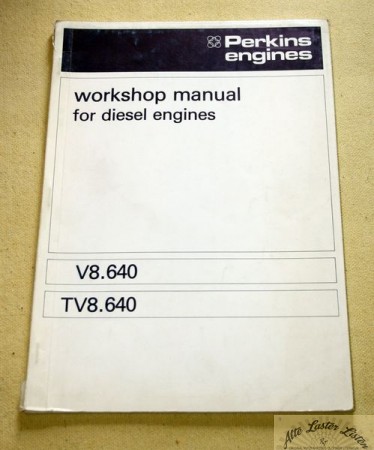 Perkins
engines
workshop manual
for diesel engines
V8.640
TV8.640
Alte Laster Listen